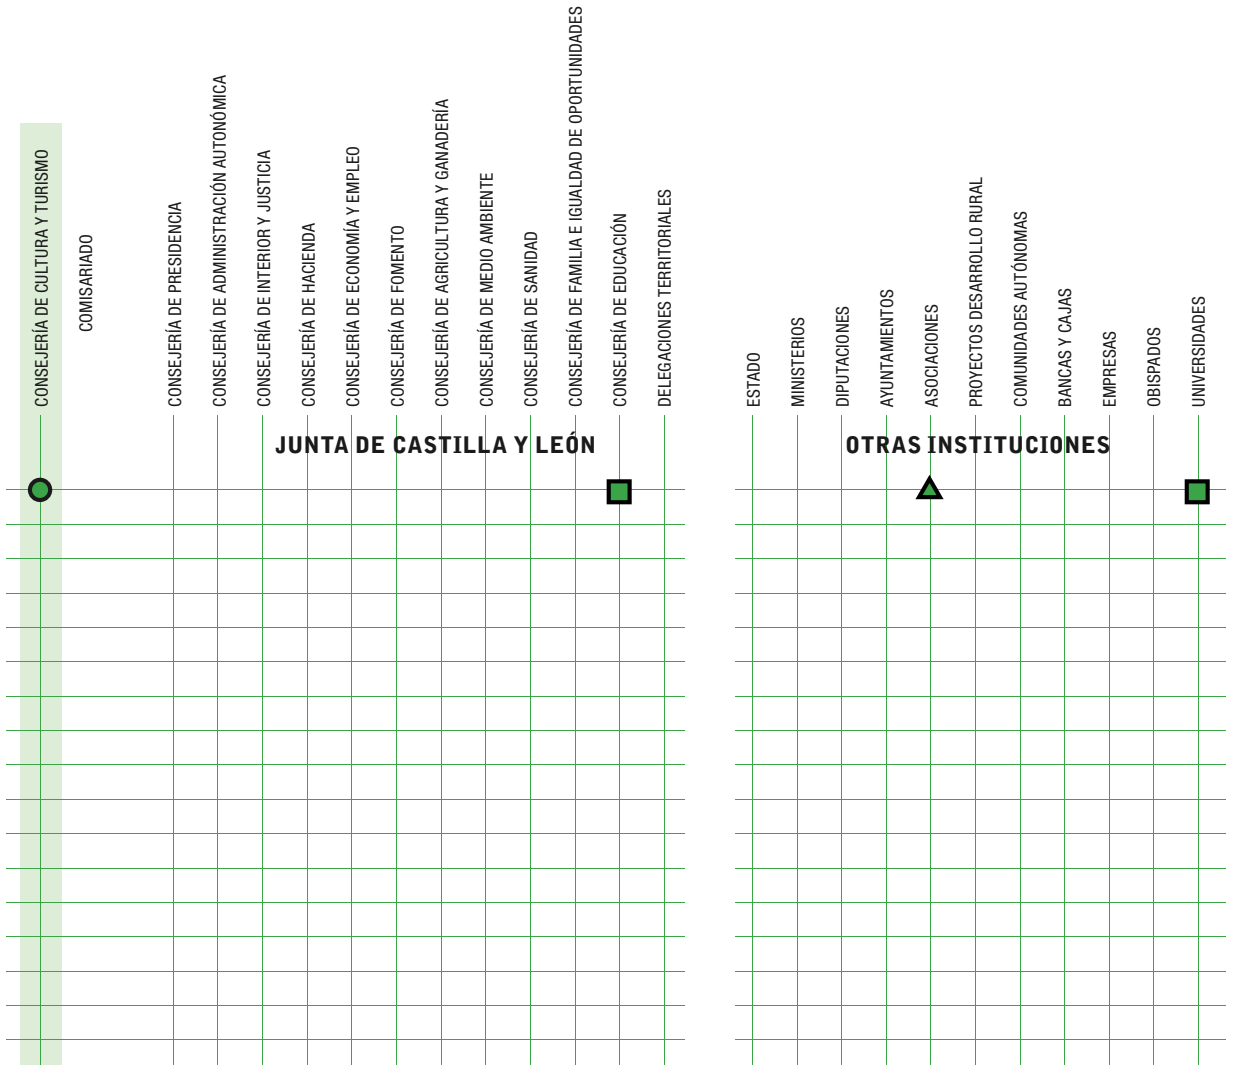 CONSEJERÍA DE CULTURA Y TURISMO
COMISARIADO
CONSEJERÍA DE PRESIDENCIA
CONSEJERÍA DE ADMINISTRACIÓN AUTONÓMICA
CONSEJERÍA DE INTERIOR Y JUSTICIA
CONSEJERÍA DE HACIENDA
CONSEJERÍA DE ECONOMÍA Y EMPLEO
CONSEJERÍA DE FOMENTO
CONSEJERÍA DE AGRICULTURA Y GANADERÍA
CONSEJERÍA DE MEDIO AMBIENTE
CONSEJERÍA DE SANIDAD
CONSEJERÍA DE FAMILIA E IGUALDAD DE OPORTUNIDADES
CONSEJERÍA DE EDUCACIÓN
DELEGACIONES TERRITORIALES
ESTADO
MINISTERIOS
DIPUTACIONES
AYUNTAMIENTOS
ASOCIACIONES
PROYECTOS DESARROLLO RURAL
COMUNIDADES AUTÓNOMAS
BANCAS Y CAJAS
EMPRESAS
OBISPADOS
UNIVERSIDADES
JUNTA DE CASTILLA Y LEÓN
OTRAS INSTITUCIONES